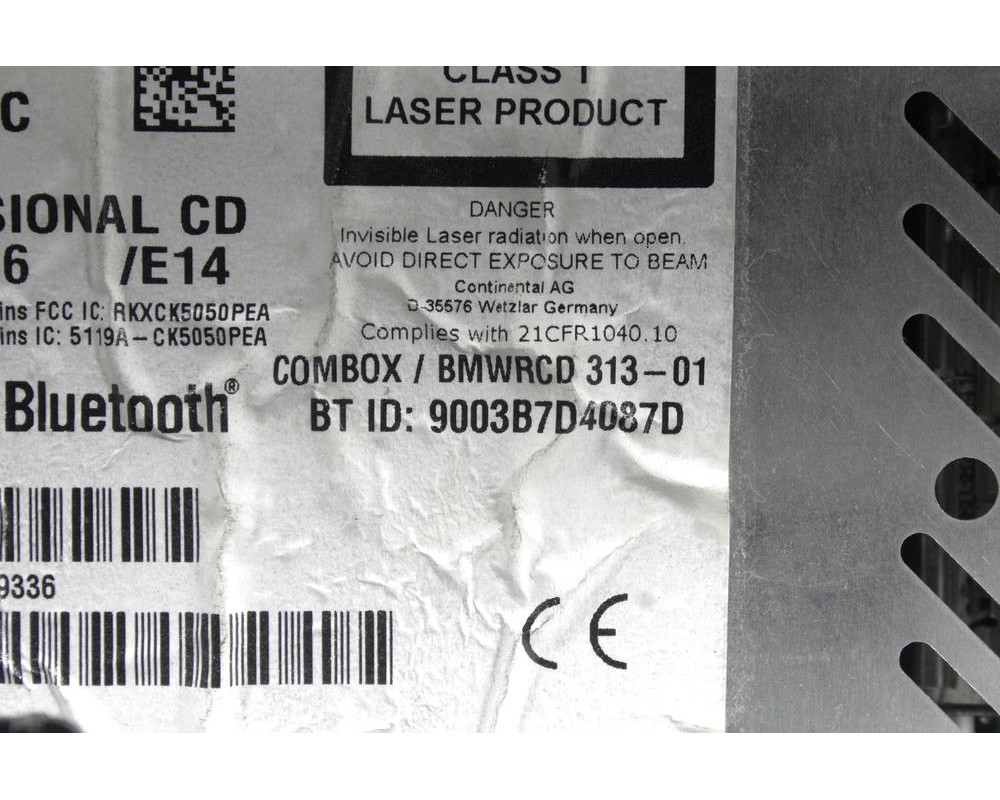 C
CLASS 1
LASER PRODUCT
SIONAL CD
6 /E14
ins FCC IC: RKXCK5050PEA
ins IC: 5119A-CK5050PEA
Bluetooth®
DANGER
Invisible Laser radiation when open.
AVOID DIRECT EXPOSURE TO BEAM
Continental AG
D-35576 Wetzlar Germany
Complies with 21CFR1040.10
COMBOX / BMWRCD 313-01
BT ID: 9003B7D4087D
9336
CE